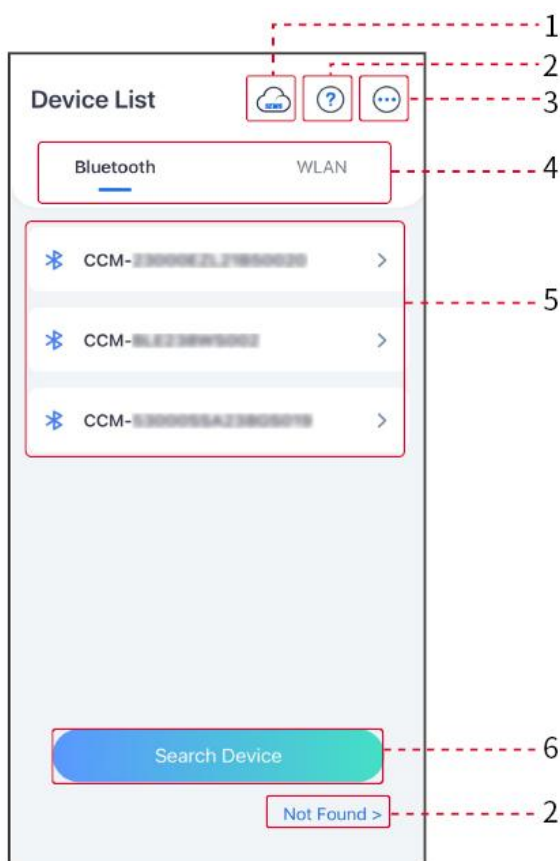 1
2
Device List
3
Bluetooth WLAN
4
CCM-
5
CCM-
CCM-
Search Device
6
Not Found >
2